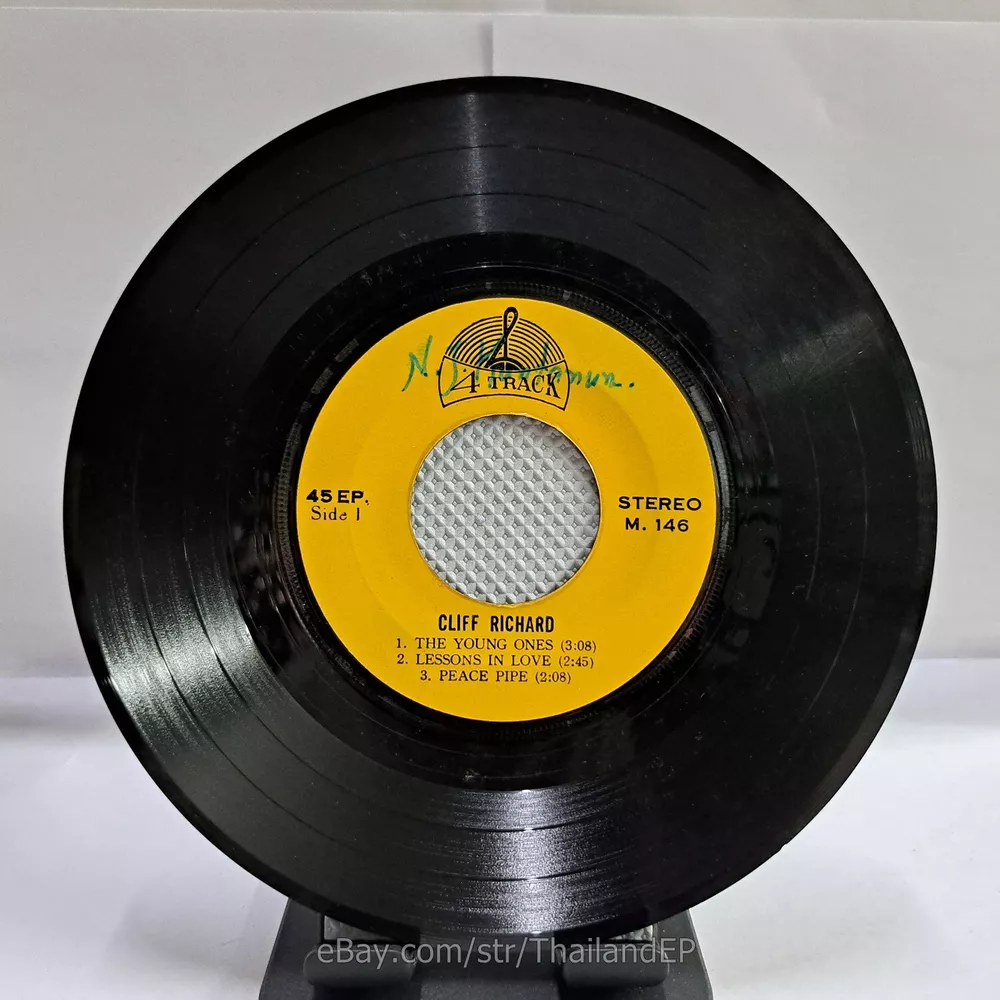 N.
4 TRACK
45 EP.
Side 1
STEREO
M. 146
CLIFF RICHARD
1. THE YOUNG ONES (3:08)
2. LESSONS IN LOVE (2:45)
3. PEACE PIPE (2:08)
eBay.com/str/ThailandEP